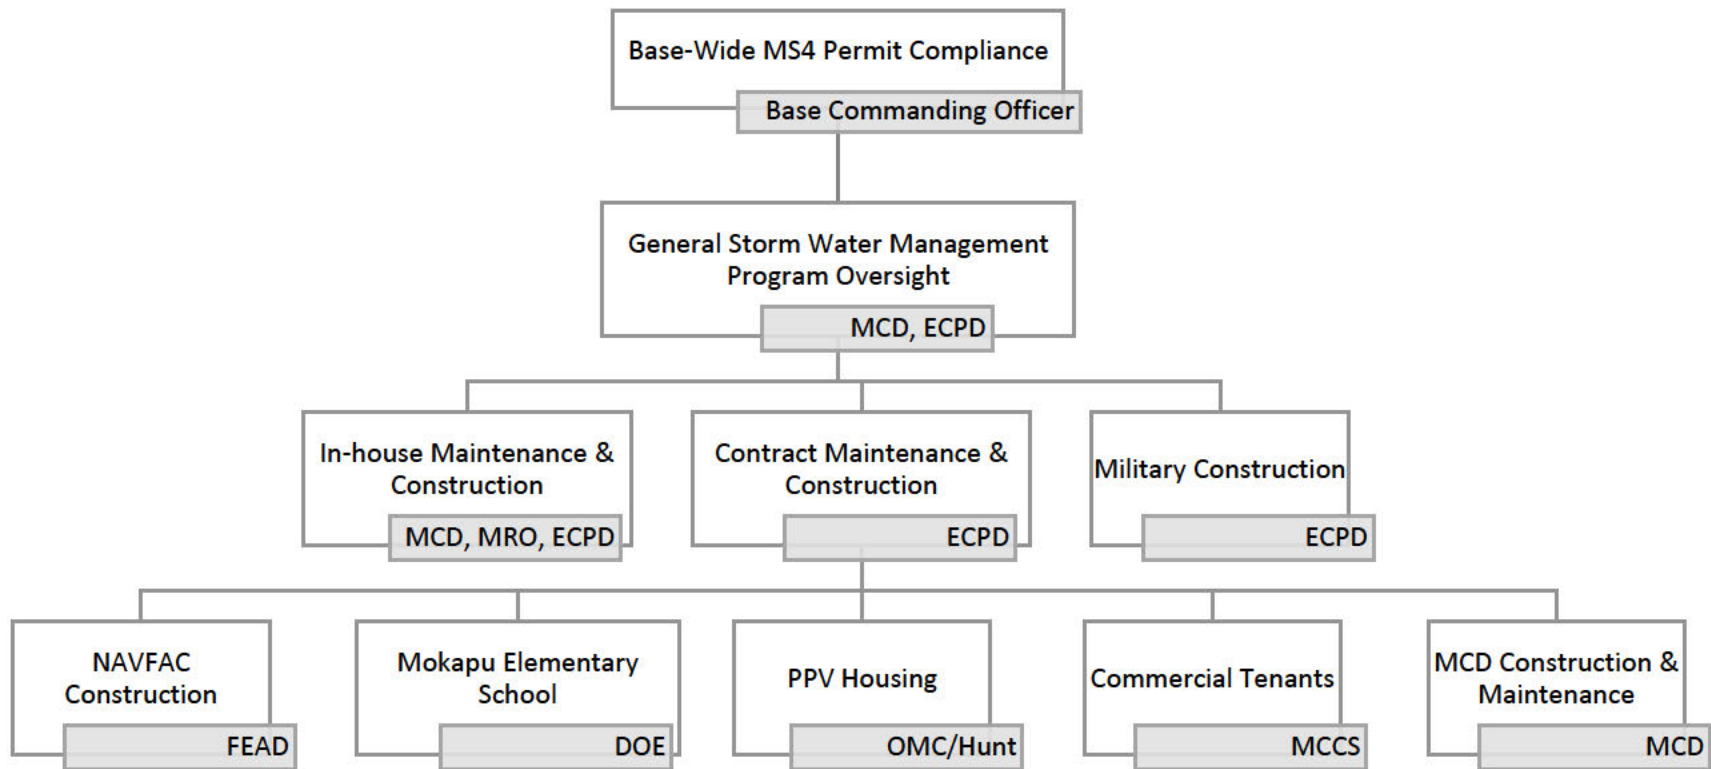 Base-Wide MS4 Permit Compliance
Base Commanding Officer
General Storm Water Management
Program Oversight
MCD, ECPD
In-house Maintenance &
Construction
MCD, MRO, ECPD
Contract Maintenance &
Construction
ECPD
Military Construction
ECPD
NAVFAC
Construction
FEAD
Mokapu Elementary
School
DOE
PPV Housing
OMC/Hunt
Commercial Tenants
MCCS
MCD Construction &
Maintenance
MCD